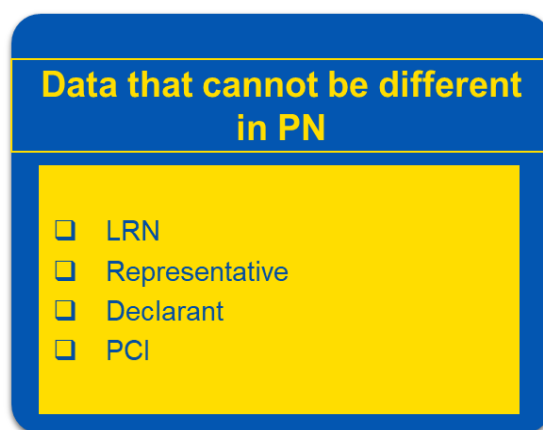 Data that cannot be different
in PN
LRN
Representative
Declarant
PCI